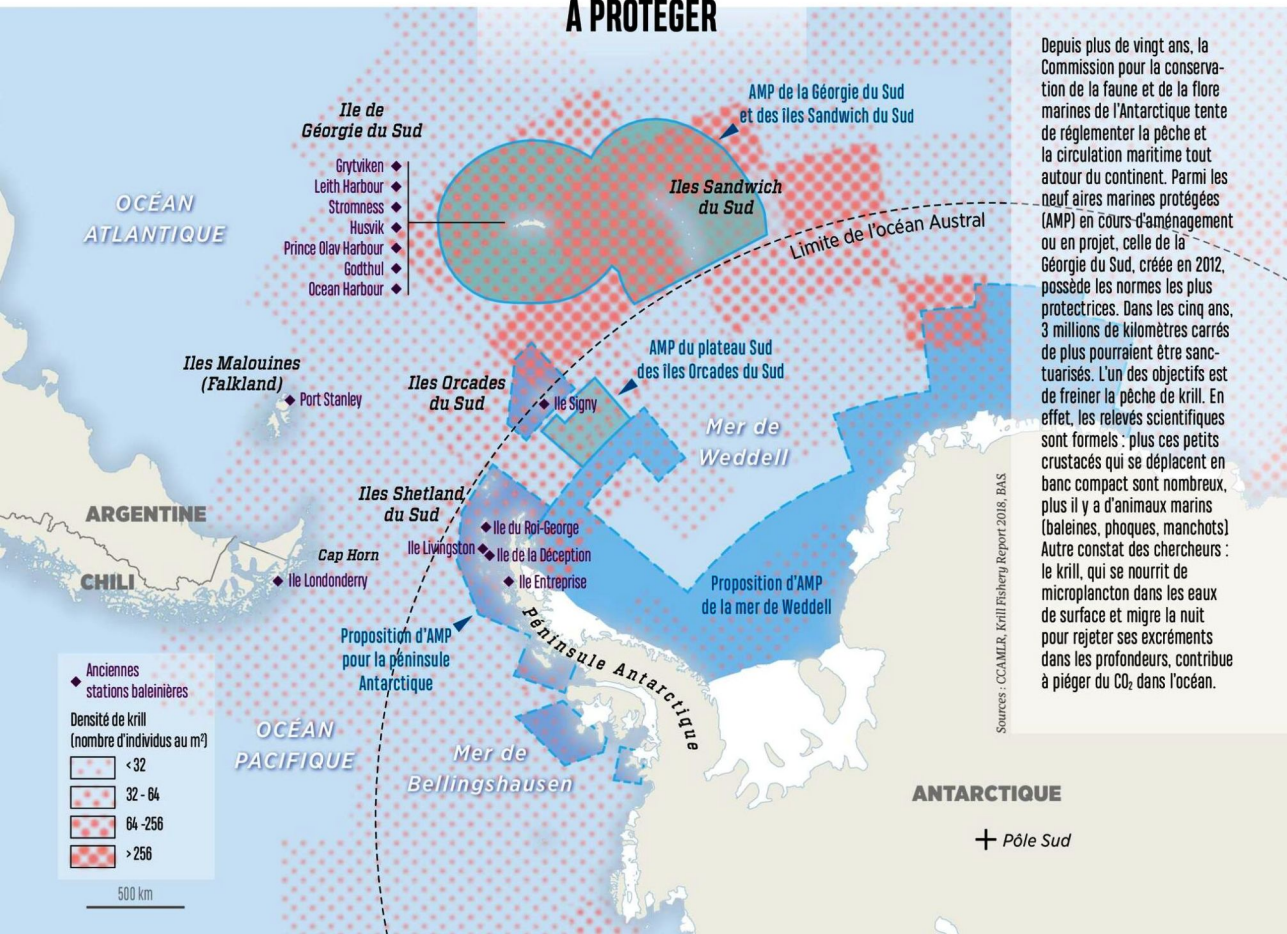 À PROTÉGER
Ile de
Géorgie du Sud
Grytviken
Leith Harbour
Stromness
Husvik
Prince Olav Harbour
Godthul
Ocean Harbour
AMP de la Géorgie du Sud
et des îles Sandwich du Sud
Iles Sandwich
du Sud
OCÉAN
ATLANTIQUE
Limite de l'océan Austral
Iles Malouines
(Falkland)
Port Stanley
Iles Orcades
du Sud
Ile Signy
AMP du plateau Sud
des îles Orcades du Sud
Mer de
Weddell
Iles Shetland
du Sud
Ile du Roi-George
Ile Livingston
Ile de la Déception
Ile Entreprise
ARGENTINE
CHILI
Cap Horn
Ile Londonderry
Proposition d'AMP
de la mer de Weddell
Proposition d'AMP
pour la péninsule
Antarctique
Péninsule Antarctique
OCÉAN
PACIFIQUE
Mer de
Bellingshausen
ANTARCTIQUE
Pôle Sud
Anciennes
stations baleinières
Densité de krill
(nombre d'individus au m²)
< 32
32 - 64
64 -256
> 256
500 km
Depuis plus de vingt ans, la
Commission pour la conserva-
tion de la faune et de la flore
marines de l'Antarctique tente
de réglementer la pêche et
la circulation maritime tout
autour du continent. Parmi les
neuf aires marines protégées
(AMP) en cours d'aménagement
ou en projet, celle de la
Géorgie du Sud, créée en 2012,
possède les normes les plus
protectrices. Dans les cinq ans,
3 millions de kilomètres carrés
de plus pourraient être sanc-
tuarisés. L'un des objectifs est
de freiner la pêche de krill. En
effet, les relevés scientifiques
sont formels : plus ces petits
crustacés qui se déplacent en
banc compact sont nombreux,
plus il y a d'animaux marins
(baleines, phoques, manchots)
Autre constat des chercheurs :
le krill, qui se nourrit de
microplancton dans les eaux
de surface et migre la nuit
pour rejeter ses excréments
dans les profondeurs, contribue
à piéger du CO₂ dans l'océan.
Sources : CCAMLR, Krill Fishery Report 2018, BAS.